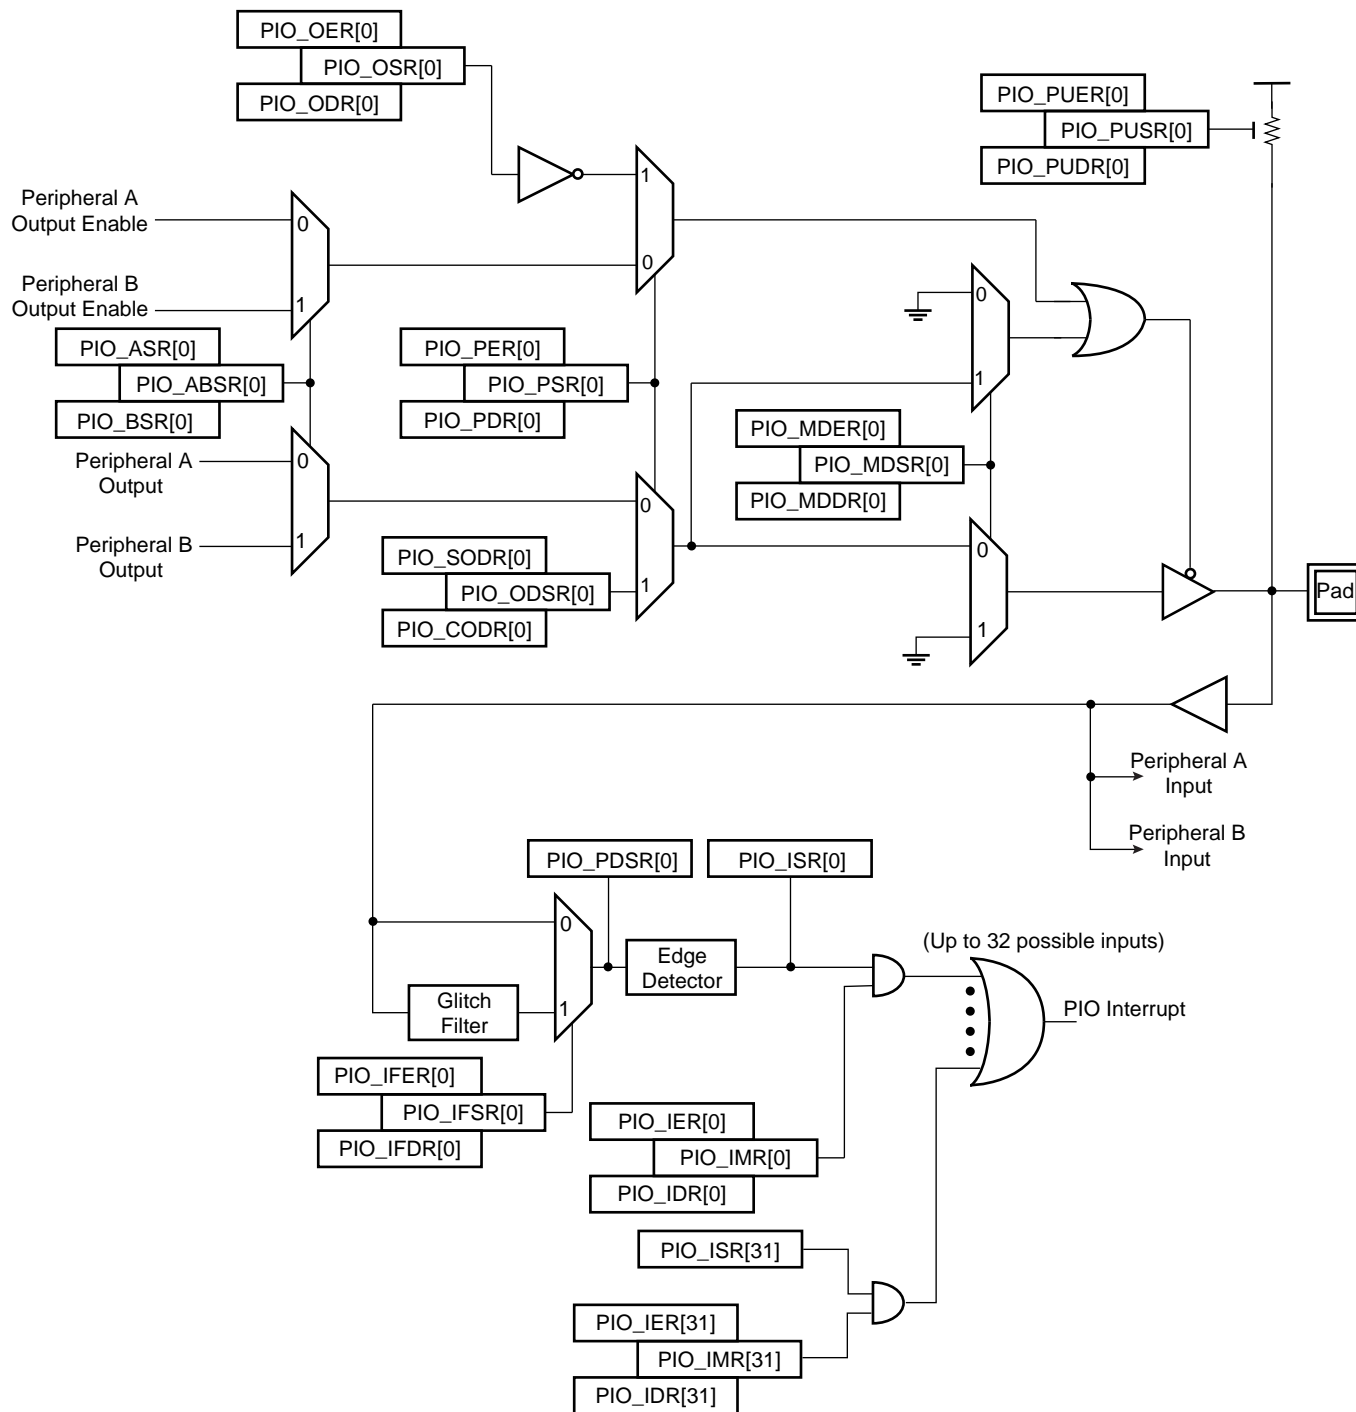 PIO_OER[0]
PIO_OSR[0]
PIO_ODR[0]
PIO_PUER[0]
PIO_PUSR[0]
PIO_PUDR[0]
1
0
Peripheral A
Output Enable
0
Peripheral B
Output Enable
1
0
1
PIO_ASR[0]
PIO_ABSR[0]
PIO_BSR[0]
PIO_PER[0]
PIO_PSR[0]
PIO_PDR[0]
PIO_MDER[0]
PIO_MDSR[0]
PIO_MDDR[0]
Peripheral A
Output
0
Peripheral B
Output
1
0
1
PIO_SODR[0]
PIO_ODSR[0]
PIO_CODR[0]
0
1
Pad
Peripheral A
Input
Peripheral B
Input
PIO_PDSR[0]
PIO_ISR[0]
0
1
Glitch
Filter
Edge
Detector
(Up to 32 possible inputs)
PIO Interrupt
PIO_IFER[0]
PIO_IFSR[0]
PIO_IFDR[0]
PIO_IER[0]
PIO_IMR[0]
PIO_IDR[0]
PIO_ISR[31]
PIO_IER[31]
PIO_IMR[31]
PIO_IDR[31]